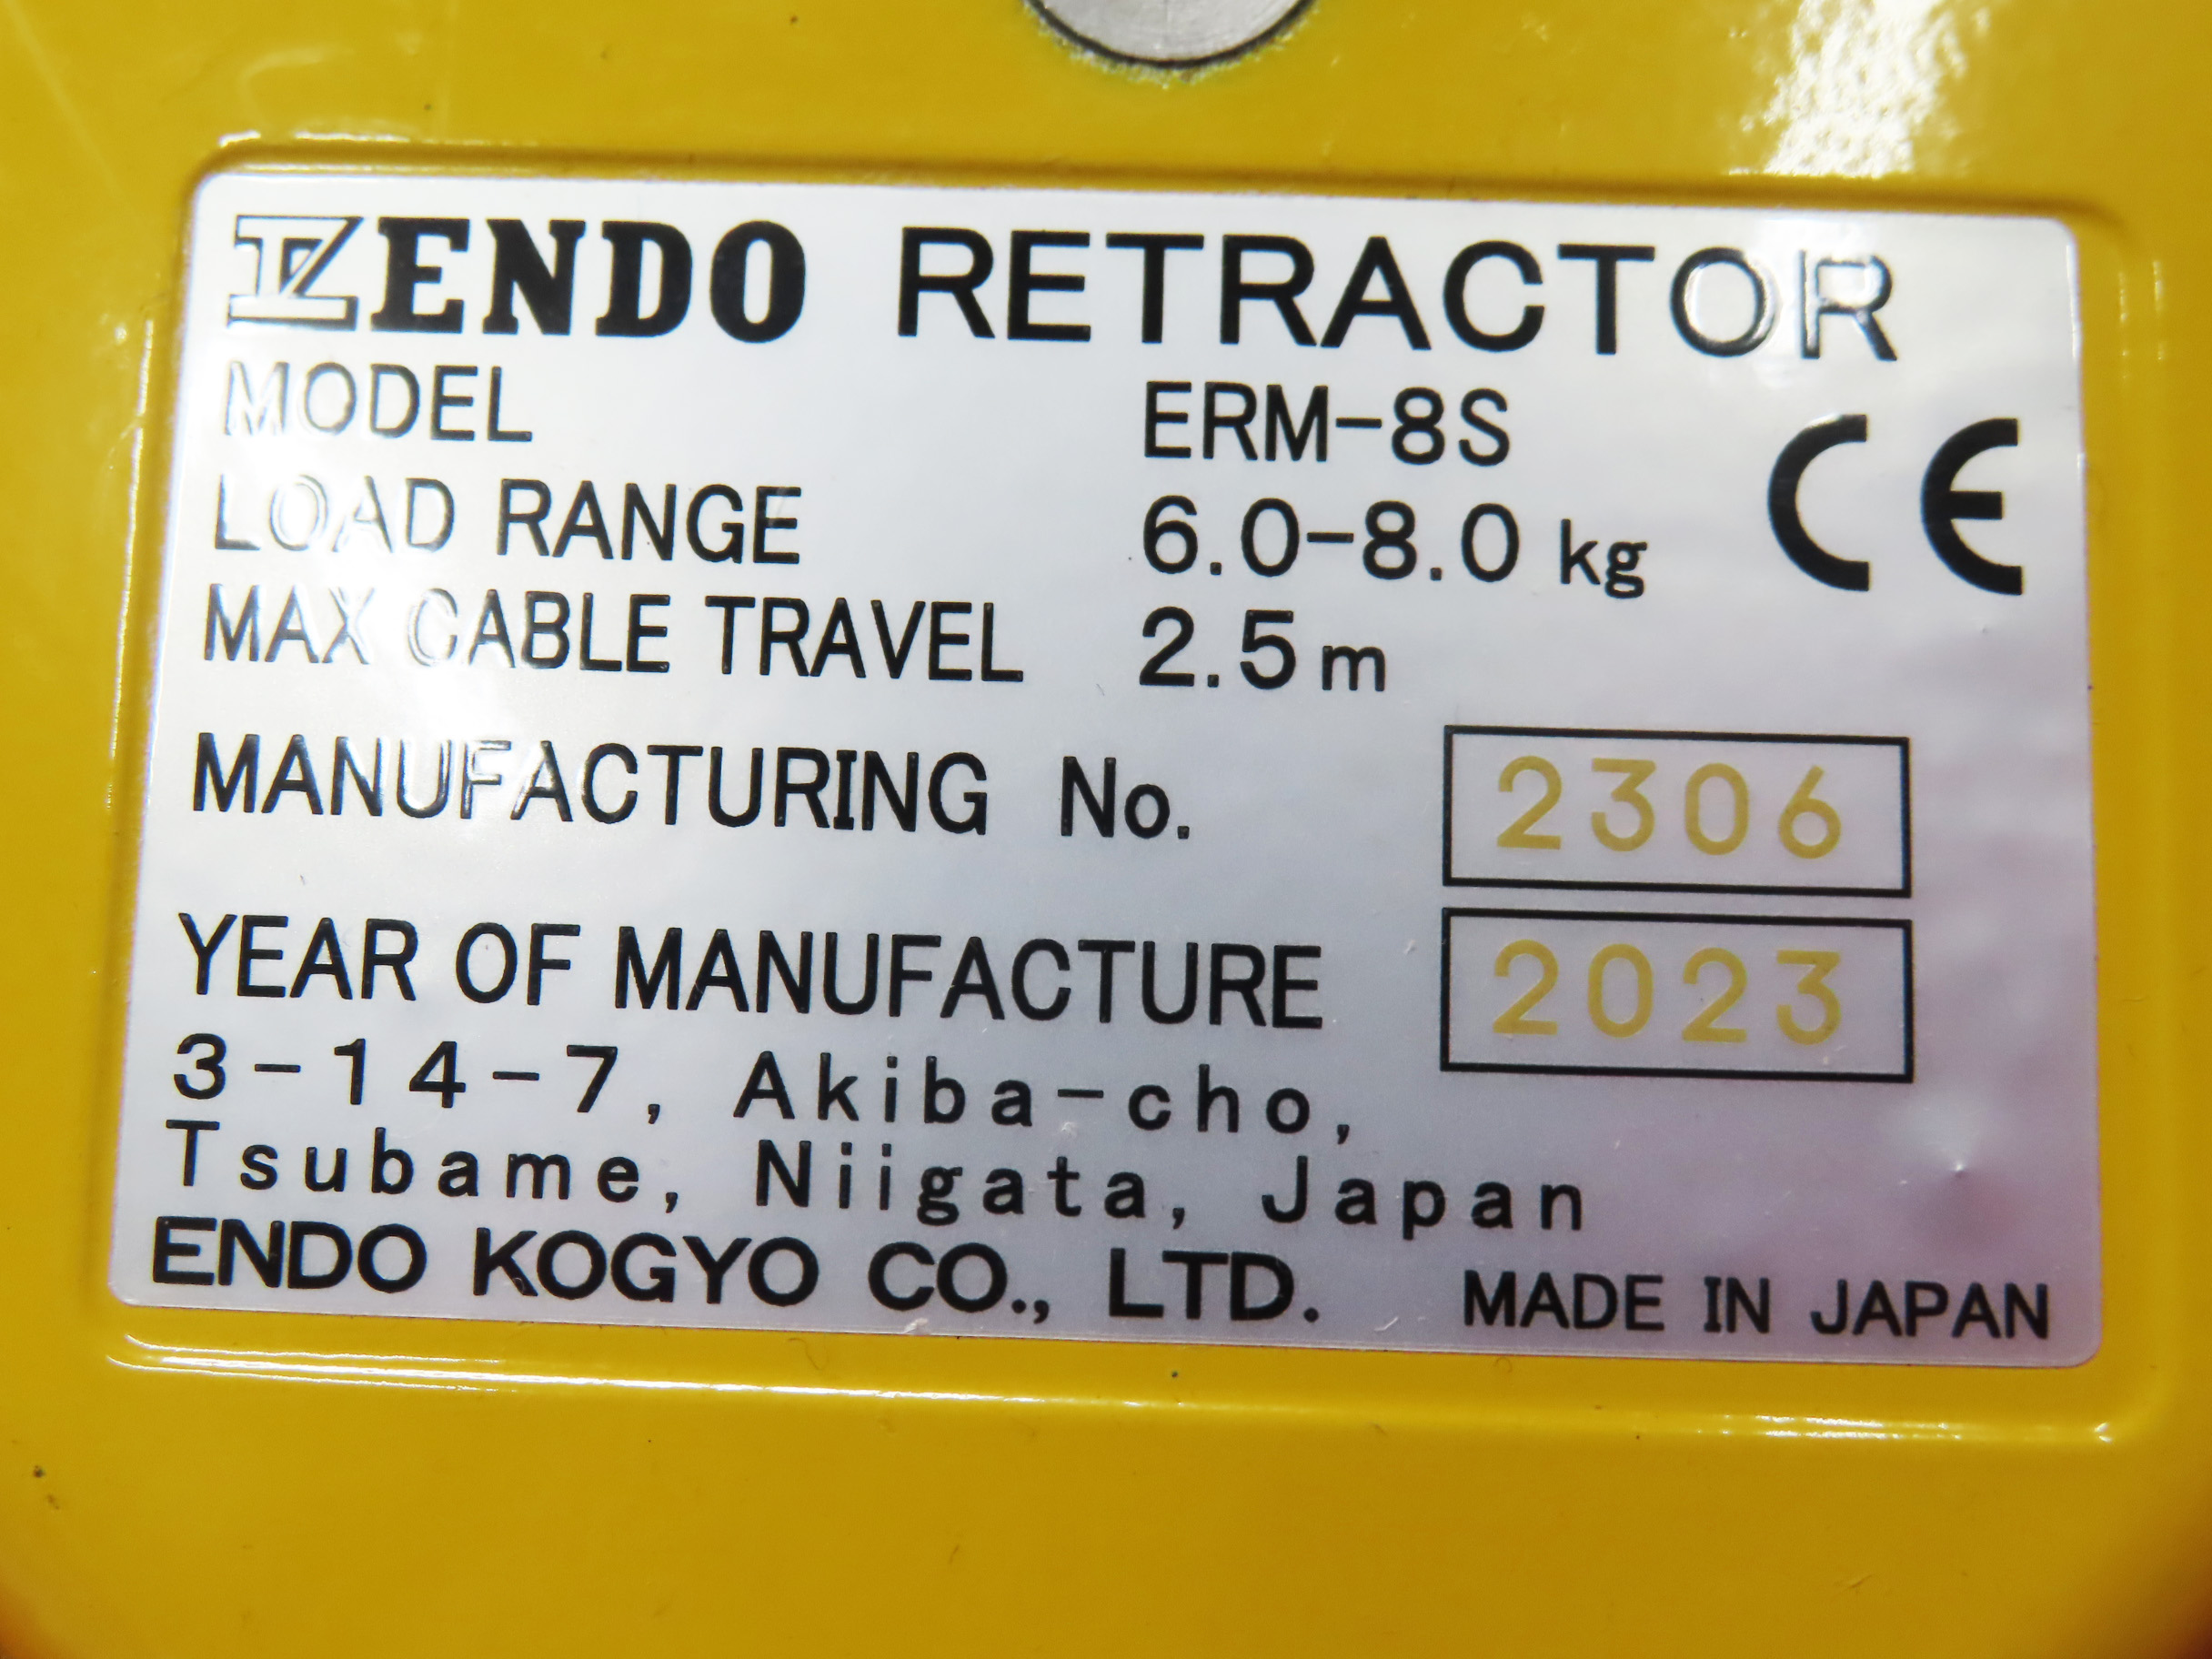 ENDO RETRACTOR
MODEL ERM-8S
CE
LOAD RANGE 6.0-8.0 kg
MAX CABLE TRAVEL 2.5m
MANUFACTURING No. 2306
YEAR OF MANUFACTURE 2023
3-14-7, Akiba-cho,
Tsubame, Niigata, Japan
ENDO KOGYO CO., LTD. MADE IN JAPAN